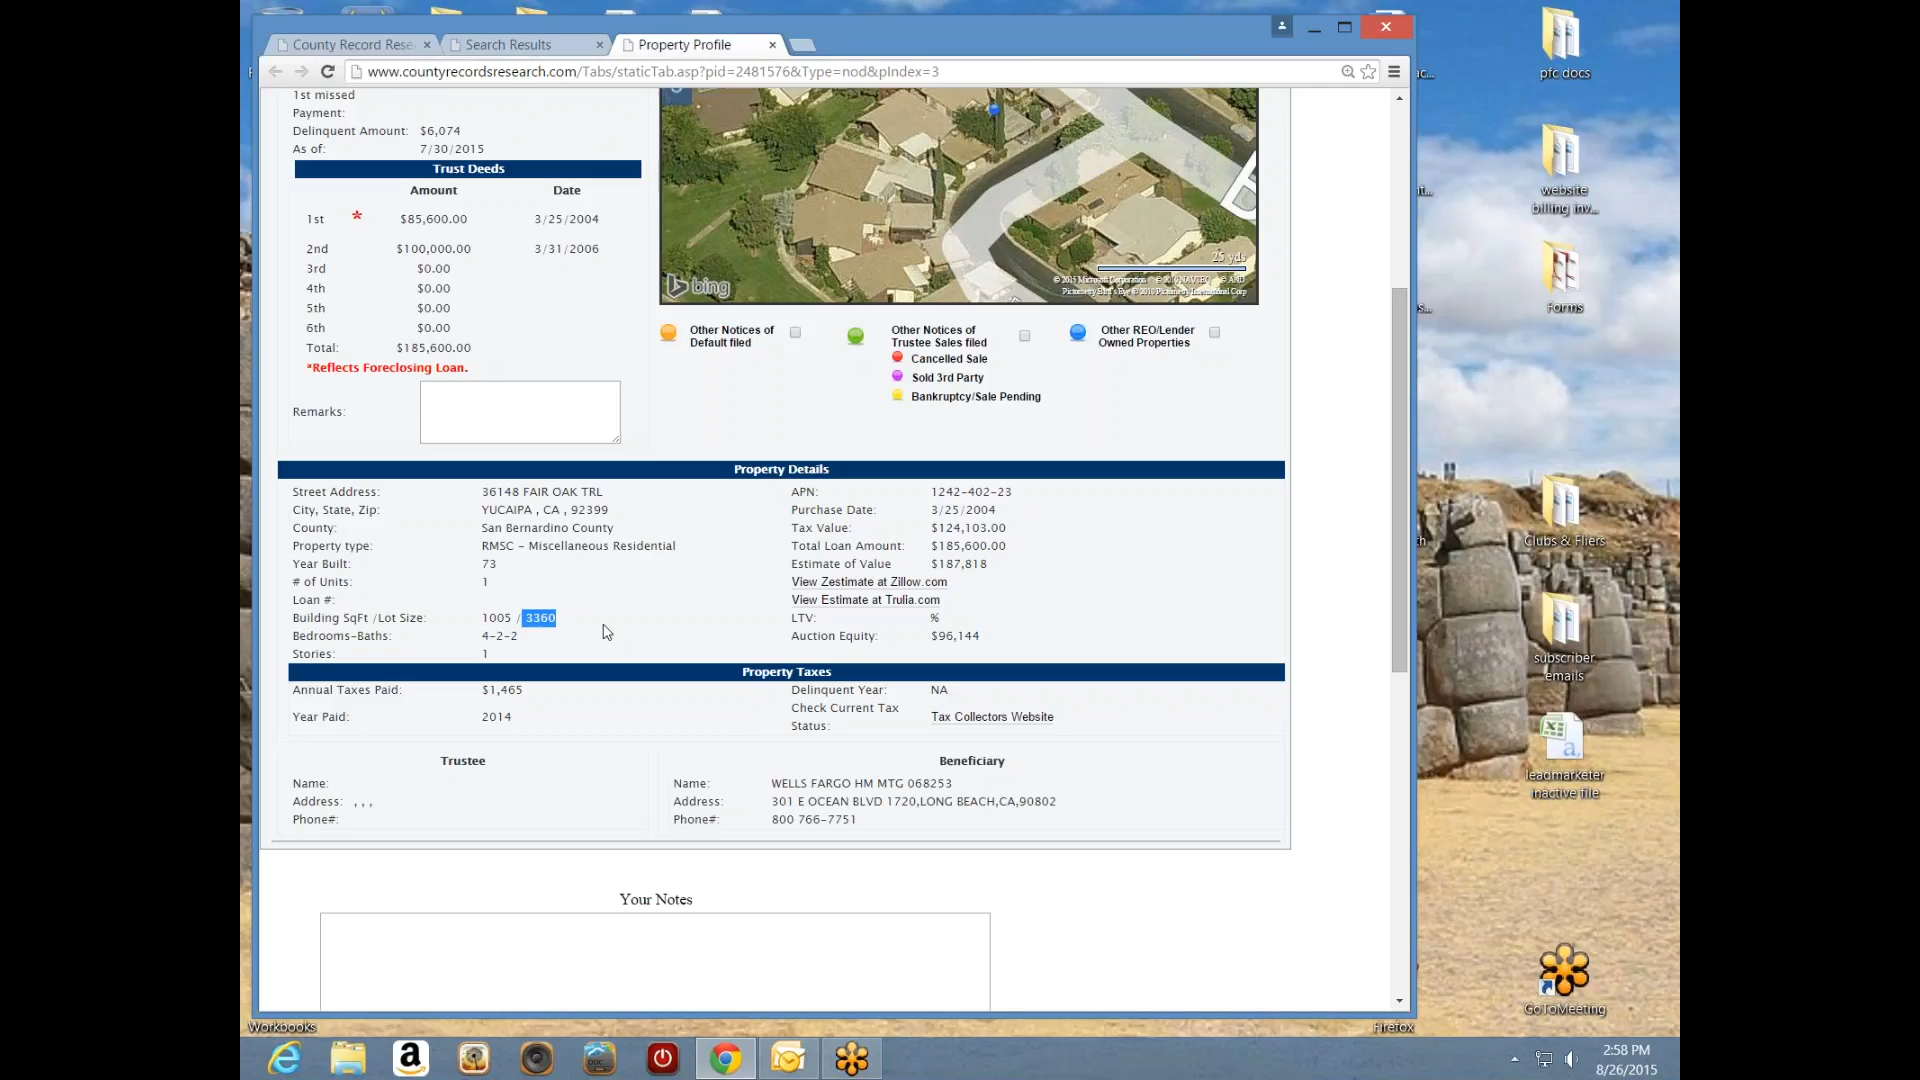 County Record Rese
Search Results
Property Profile
www.countyrecordsresearch.com/Tabs/staticTab.asp?pid=2481576&Type=nod&pIndex=3
1st missed
Payment:
Delinquent Amount: $6,074
As of: 7/30/2015
Trust Deeds
Amount Date
1st * $85,600.00 3/25/2004
2nd $100,000.00 3/31/2006
3rd $0.00
4th $0.00
5th $0.00
6th $0.00
Total: $185,600.00
*Reflects Foreclosing Loan.
Remarks:
25 yds
bing
Other Notices of
Default filed
Other Notices of
Trustee Sales filed
Cancelled Sale
Sold 3rd Party
Bankruptcy/Sale Pending
Other REO/Lender
Owned Properties
Property Details
Street Address: 36148 FAIR OAK TRL
City, State, Zip: YUCAIPA , CA , 92399
County: San Bernardino County
Property type: RMSC - Miscellaneous Residential
Year Built: 73
# of Units: 1
Loan #:
Building SqFt /Lot Size: 1005 / 3360
Bedrooms-Baths: 4-2-2
Stories: 1
APN: 1242-402-23
Purchase Date: 3/25/2004
Tax Value: $124,103.00
Total Loan Amount: $185,600.00
Estimate of Value $187,818
View Zestimate at Zillow.com
View Estimate at Trulia.com
LTV: %
Auction Equity: $96,144
Property Taxes
Annual Taxes Paid: $1,465
Year Paid: 2014
Delinquent Year: NA
Check Current Tax
Status: Tax Collectors Website
Trustee
Name:
Address: , , ,
Phone#:
Beneficiary
Name: WELLS FARGO HM MTG 068253
Address: 301 E OCEAN BLVD 1720,LONG BEACH,CA,90802
Phone#: 800 766-7751
Your Notes
pfc docs
website
billing inv...
Forms
Clubs & Fliers
subscriber
emails
leadmarketer
inactive file
GoToMeeting
Workbooks
Firefox
2:58 PM
8/26/2015